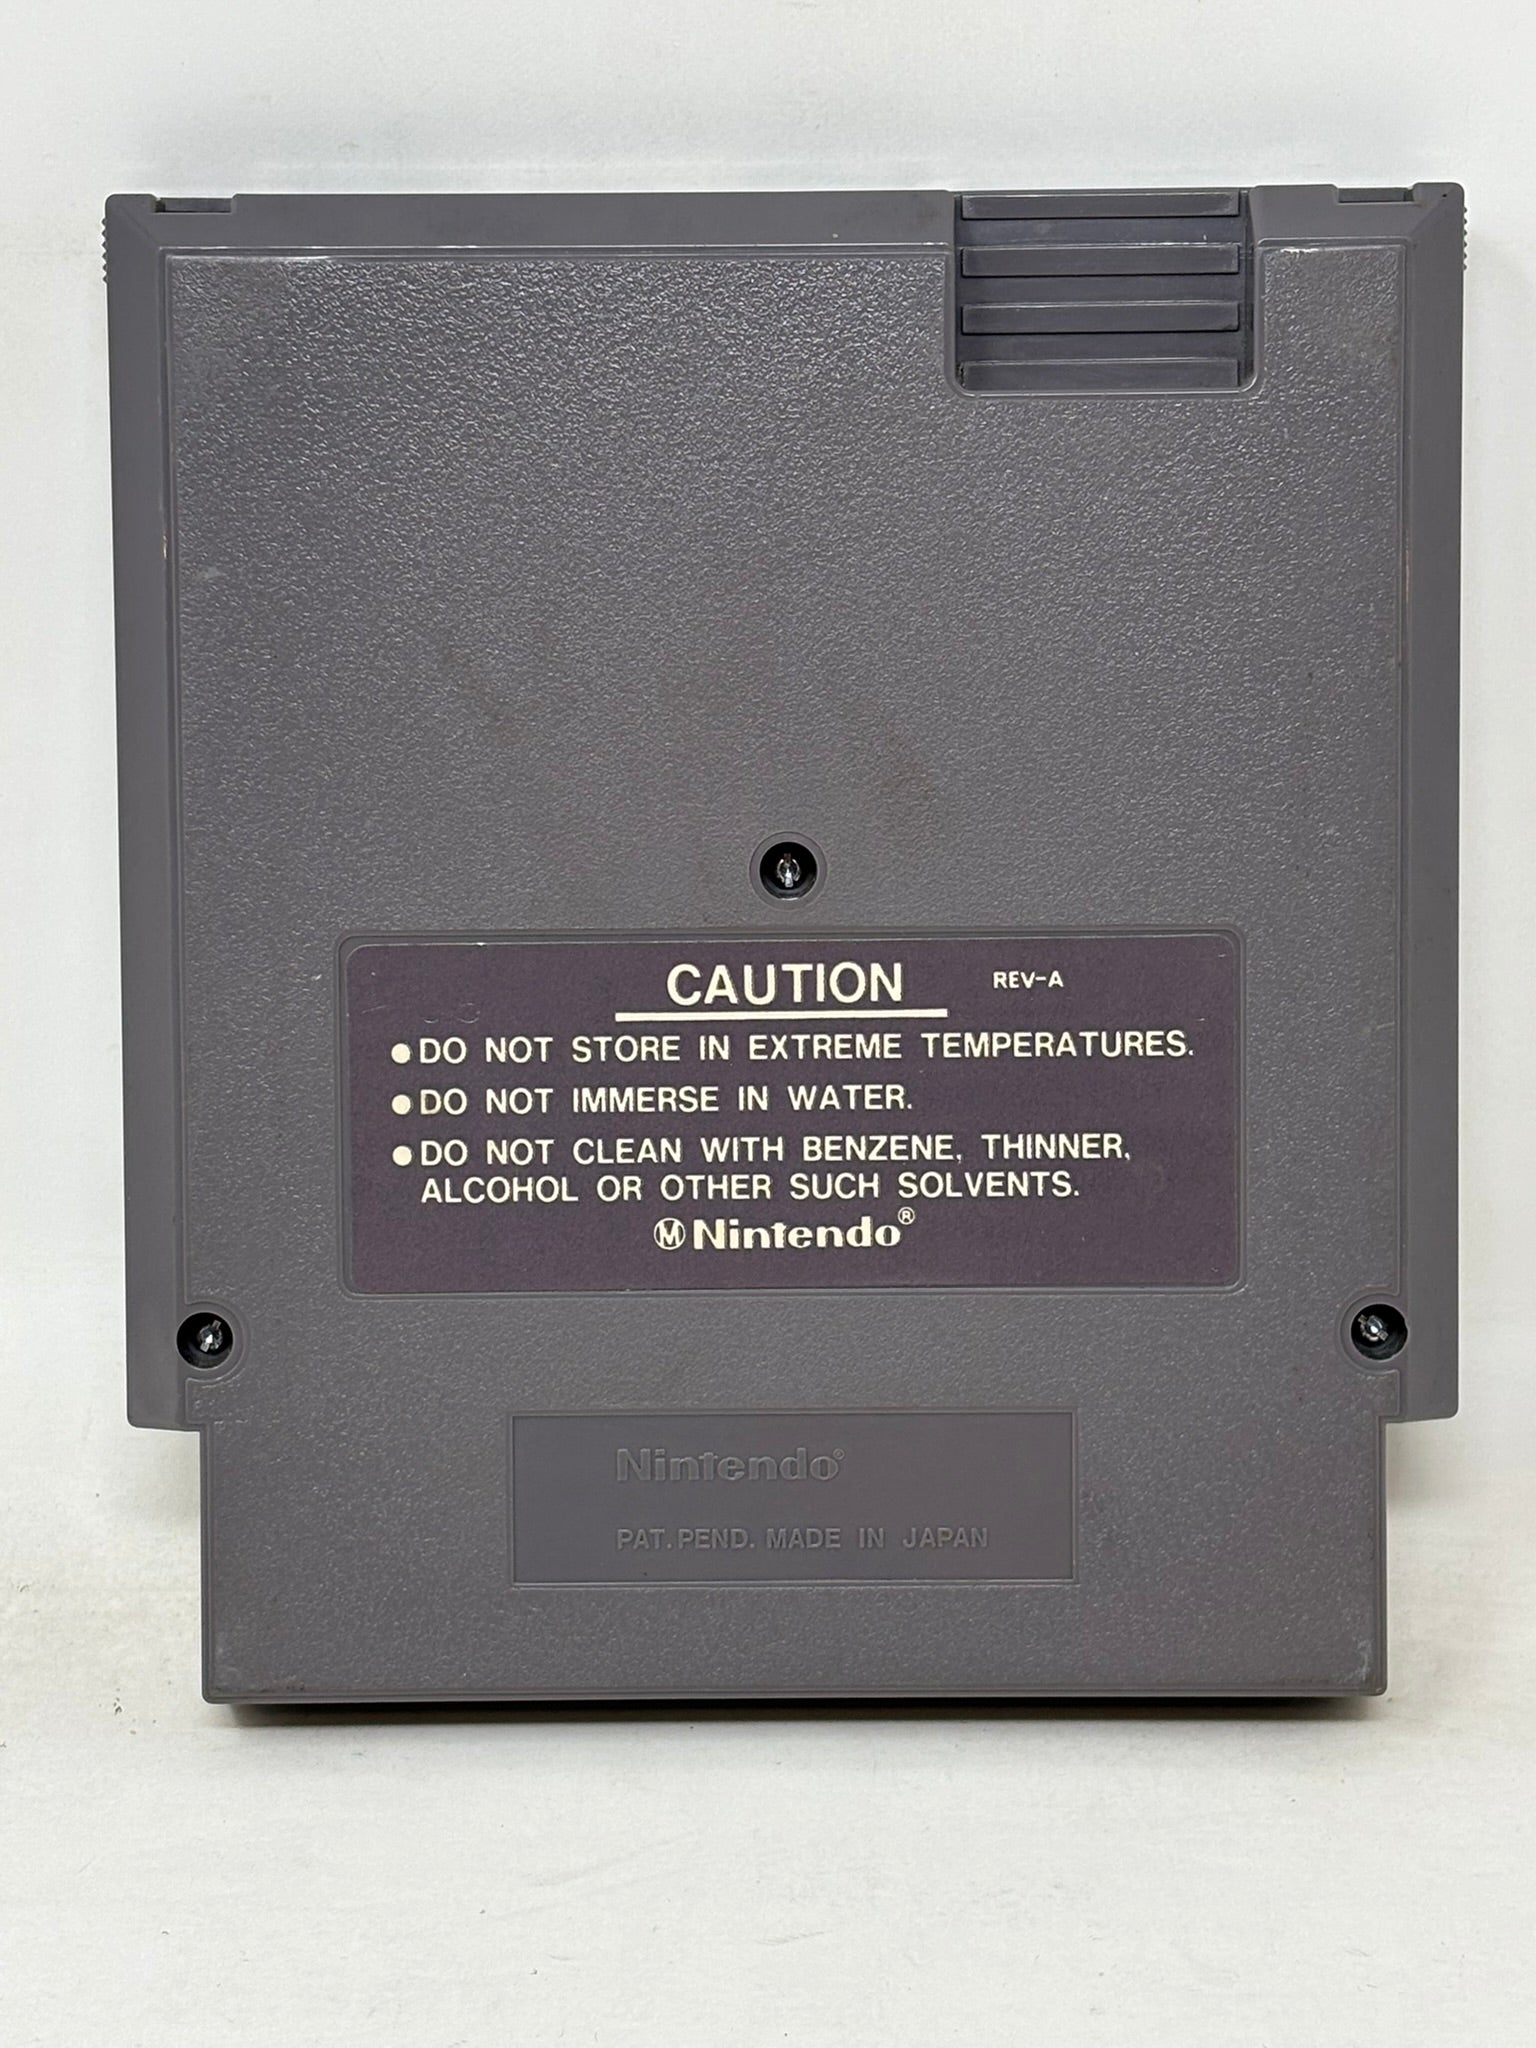 CAUTION REV-A
●DO NOT STORE IN EXTREME TEMPERATURES.
●DO NOT IMMERSE IN WATER.
●DO NOT CLEAN WITH BENZENE, THINNER,
ALCOHOL OR OTHER SUCH SOLVENTS.
Ⓜ Nintendo®
Nintendo®
PAT. PEND. MADE IN JAPAN